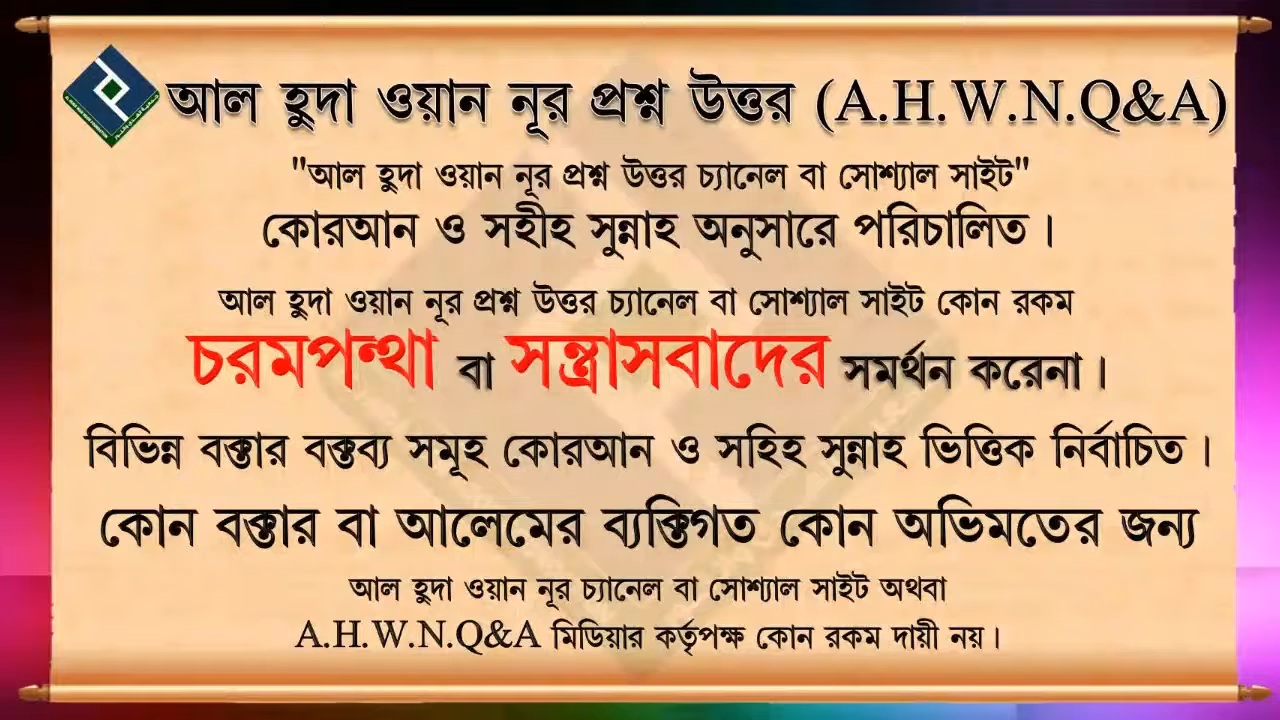 আল হুদা ওয়ান নূর প্রশ্ন উত্তর (A.H.W.N.Q&A)
"আল হুদা ওয়ান নূর প্রশ্ন উত্তর চ্যানেল বা সোশ্যাল সাইট"
কোরআন ও সহীহ সুন্নাহ অনুসারে পরিচালিত।
আল হুদা ওয়ান নূর প্রশ্ন উত্তর চ্যানেল বা সোশ্যাল সাইট কোন রকম
চরমপন্থা বা সন্ত্রাসবাদের সমর্থন করেনা।
বিভিন্ন বক্তার বক্তব্য সমূহ কোরআন ও সহিহ সুন্নাহ ভিত্তিক নির্বাচিত।
কোন বক্তার বা আলেমের ব্যক্তিগত কোন অভিমতের জন্য
আল হুদা ওয়ান নূর চ্যানেল বা সোশ্যাল সাইট অথবা
A.H.W.N.Q&A মিডিয়ার কর্তৃপক্ষ কোন রকম দায়ী নয়।